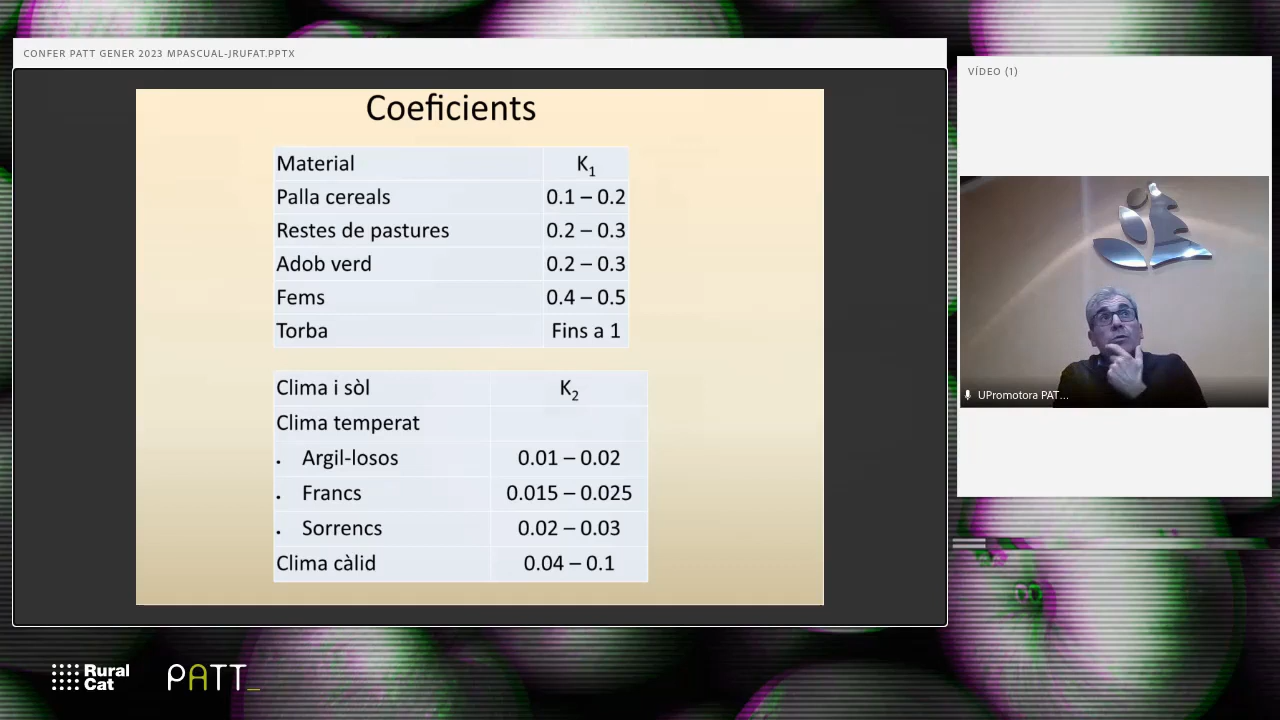 CONFER PATT GENER 2023 MPASCUAL-JRUFAT.PPTX
VÍDEO (1)
Coeficients
Material K₁
Palla cereals 0.1 – 0.2
Restes de pastures 0.2 – 0.3
Adob verd 0.2 – 0.3
Fems 0.4 – 0.5
Torba Fins a 1
Clima i sòl K₂
Clima temperat
• Argil-losos 0.01 – 0.02
• Francs 0.015 – 0.025
• Sorrencs 0.02 – 0.03
Clima càlid 0.04 – 0.1
UPromotora PAT...
Rural
Cat
PATT_